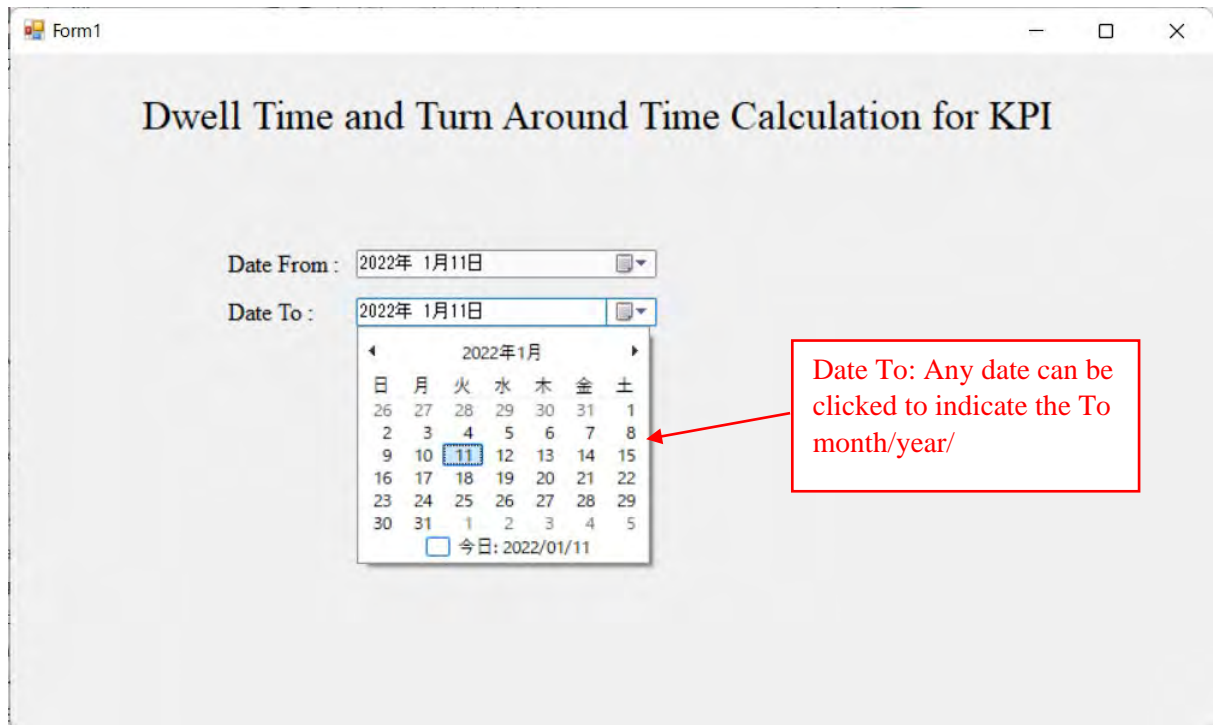 Form1
Dwell Time and Turn Around Time Calculation for KPI
Date From : 2022年 1月11日
Date To : 2022年 1月11日
2022年1月
日 月 火 水 木 金 土
26 27 28 29 30 31 1
2 3 4 5 6 7 8
9 10 11 12 13 14 15
16 17 18 19 20 21 22
23 24 25 26 27 28 29
30 31 1 2 3 4 5
今日: 2022/01/11
Date To: Any date can be
clicked to indicate the To
month/year/